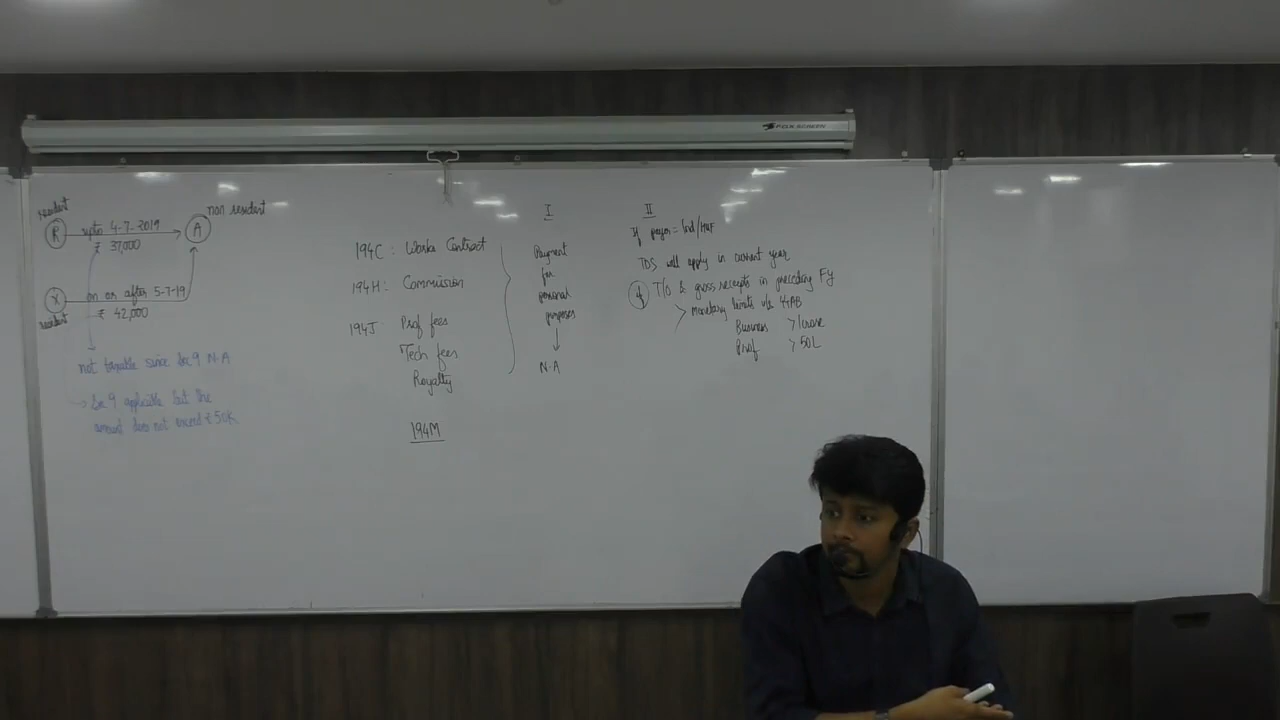 resident
R
upto 4-7-2019
₹ 37,000
A
non resident
X
resident
on or after 5-7-19
₹ 42,000
not taxable since Sec 9 N.A
Sec 9 applicable but the
amount does not exceed ₹ 50K
194C : Works Contract
194H : Commission
194J : Prof fees
Tech fees
Royalty
194M
I
Payment
for
personal
purposes
N.A
II
If payer = Ind/HUF
TDS will apply in current year
if T/O & gross receipts in preceding FY
> Monetary limits u/s 44AB
Business > 1 crore
Prof > 50L